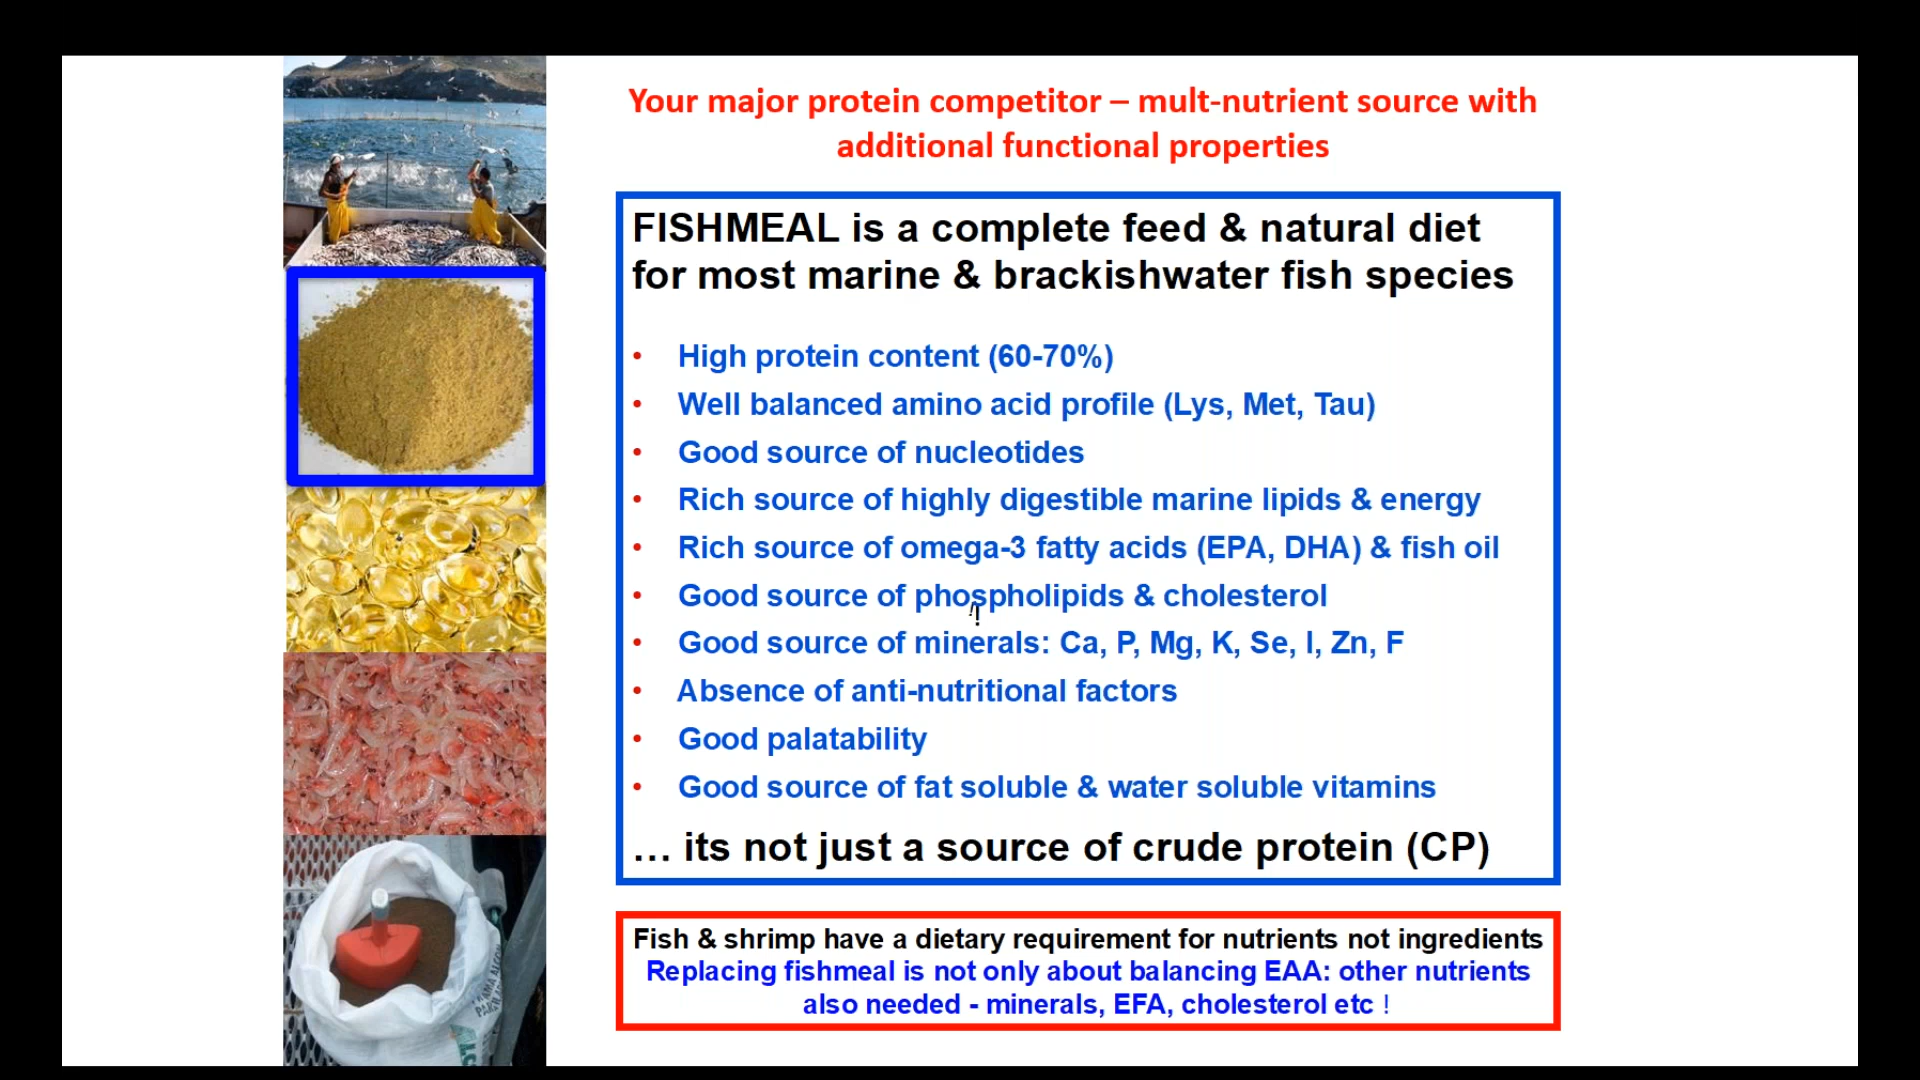 Your major protein competitor – mult-nutrient source with
additional functional properties
FISHMEAL is a complete feed & natural diet
for most marine & brackishwater fish species
• High protein content (60-70%)
• Well balanced amino acid profile (Lys, Met, Tau)
• Good source of nucleotides
• Rich source of highly digestible marine lipids & energy
• Rich source of omega-3 fatty acids (EPA, DHA) & fish oil
• Good source of phospholipids & cholesterol
• Good source of minerals: Ca, P, Mg, K, Se, I, Zn, F
• Absence of anti-nutritional factors
• Good palatability
• Good source of fat soluble & water soluble vitamins
… its not just a source of crude protein (CP)
Fish & shrimp have a dietary requirement for nutrients not ingredients
Replacing fishmeal is not only about balancing EAA: other nutrients
also needed - minerals, EFA, cholesterol etc !